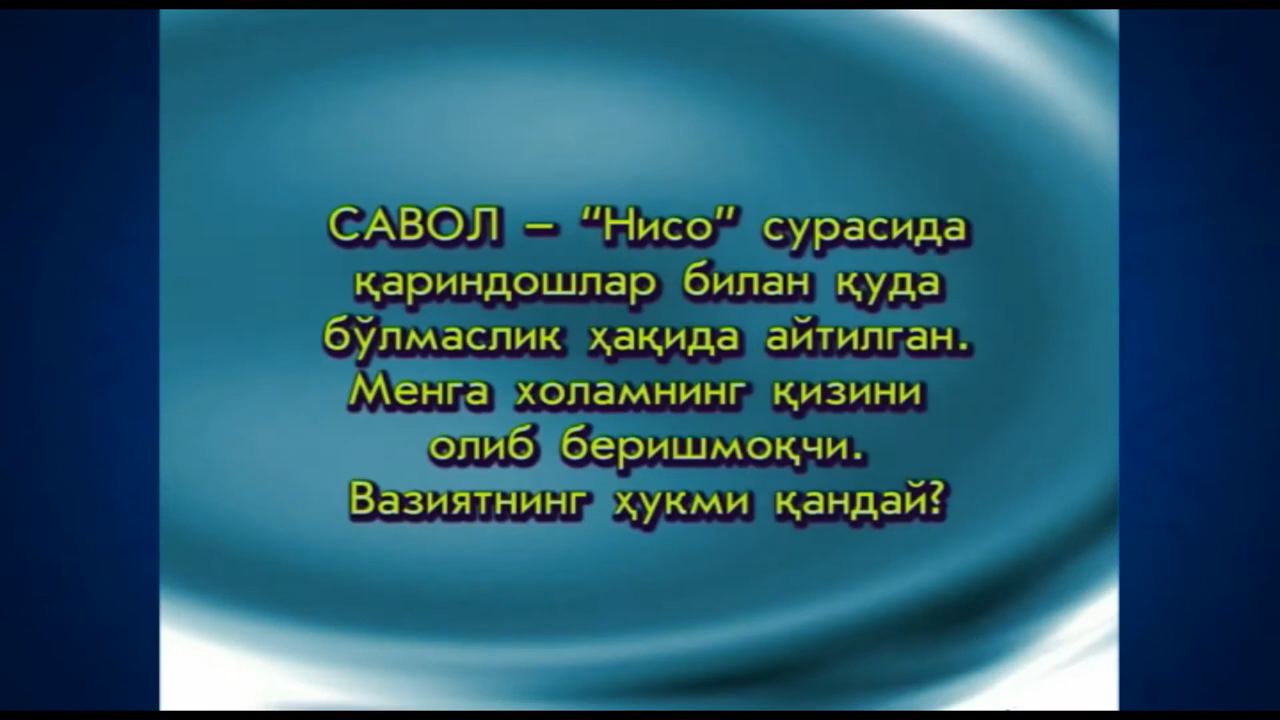 САВОЛ – “Нисо” сурасида
қариндошлар билан қуда
бўлмаслик ҳақида айтилган.
Менга холамнинг қизини
олиб беришмоқчи.
Вазиятнинг ҳукми қандай?